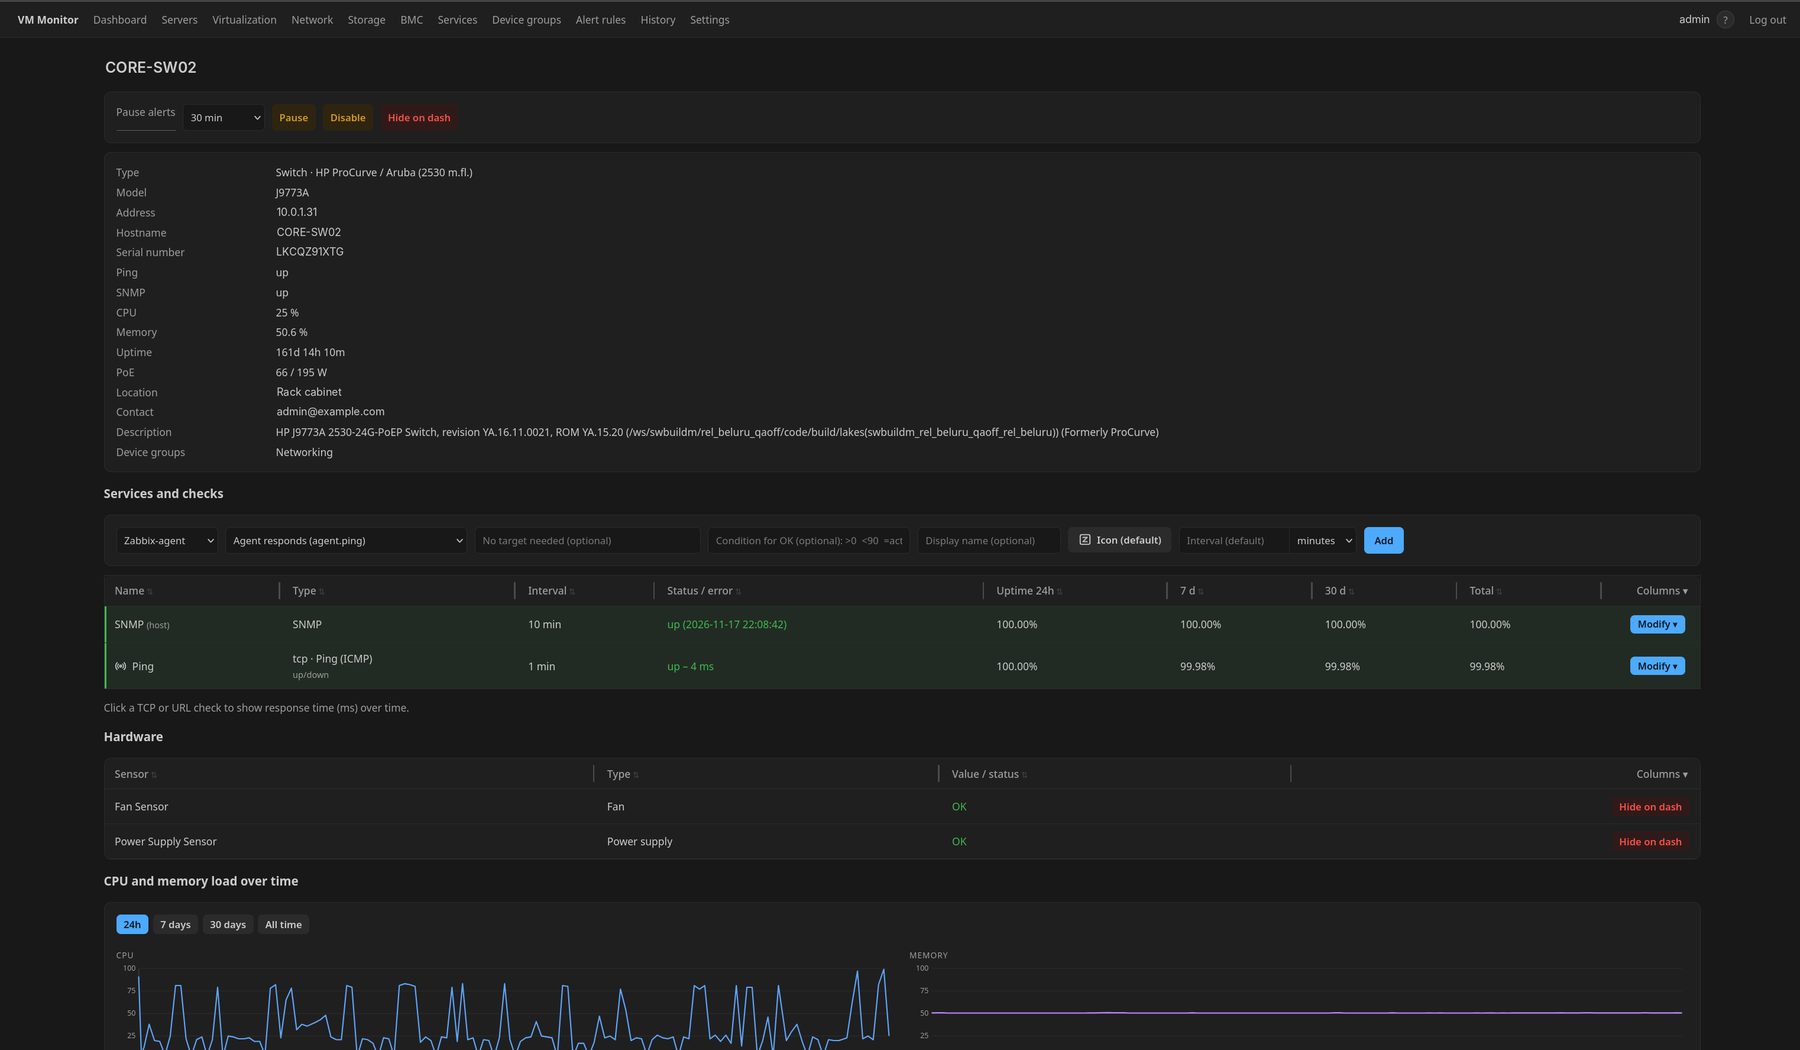 VM Monitor Dashboard Servers Virtualization Network Storage BMC Services Device groups Alert rules History Settings admin ? Log out
CORE-SW02
Pause alerts 30 min Pause Disable Hide on dash
Type Switch · HP ProCurve / Aruba (2530 m.fl.)
Model J9773A
Address 10.0.1.31
Hostname CORE-SW02
Serial number LKCQZ91XTG
Ping up
SNMP up
CPU 25 %
Memory 50.6 %
Uptime 161d 14h 10m
PoE 66 / 195 W
Location Rack cabinet
Contact admin@example.com
Description HP J9773A 2530-24G-PoEP Switch, revision YA.16.11.0021, ROM YA.15.20 (/ws/swbuildm/rel_beluru_qaoff/code/build/lakes(swbuildm_rel_beluru_qaoff_rel_beluru)) (Formerly ProCurve)
Device groups Networking
Services and checks
Zabbix-agent Agent responds (agent.ping) No target needed (optional) Condition for OK (optional): >0 <90 =act Display name (optional) Icon (default) Interval (default) minutes Add
Name Type Interval Status / error Uptime 24h 7 d 30 d Total Columns ▾
SNMP (host) SNMP 10 min up (2026-11-17 22:08:42) 100.00% 100.00% 100.00% 100.00% Modify ▾
Ping tcp · Ping (ICMP) 1 min up – 4 ms 100.00% 99.98% 99.98% 99.98% Modify ▾
up/down
Click a TCP or URL check to show response time (ms) over time.
Hardware
Sensor Type Value / status Columns ▾
Fan Sensor Fan OK Hide on dash
Power Supply Sensor Power supply OK Hide on dash
CPU and memory load over time
24h 7 days 30 days All time
CPU MEMORY
100 100
75 75
50 50
25 25